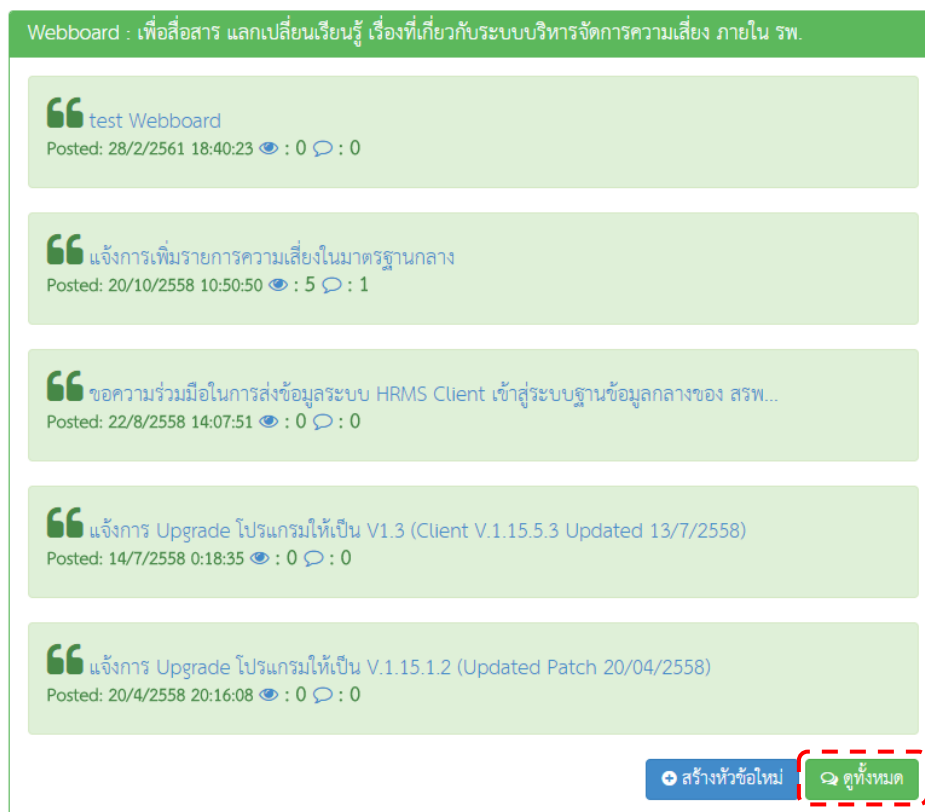 Webboard : เพื่อสื่อสาร แลกเปลี่ยนเรียนรู้ เรื่องที่เกี่ยวกับระบบบริหารจัดการความเสี่ยง ภายใน รพ.
test Webboard
Posted: 28/2/2561 18:40:23 : 0 : 0
แจ้งการเพิ่มรายการความเสี่ยงในมาตรฐานกลาง
Posted: 20/10/2558 10:50:50 : 5 : 1
ขอความร่วมมือในการส่งข้อมูลระบบ HRMS Client เข้าสู่ระบบฐานข้อมูลกลางของ สรพ...
Posted: 22/8/2558 14:07:51 : 0 : 0
แจ้งการ Upgrade โปรแกรมให้เป็น V1.3 (Client V.1.15.5.3 Updated 13/7/2558)
Posted: 14/7/2558 0:18:35 : 0 : 0
แจ้งการ Upgrade โปรแกรมให้เป็น V.1.15.1.2 (Updated Patch 20/04/2558)
Posted: 20/4/2558 20:16:08 : 0 : 0
สร้างหัวข้อใหม่ ดูทั้งหมด